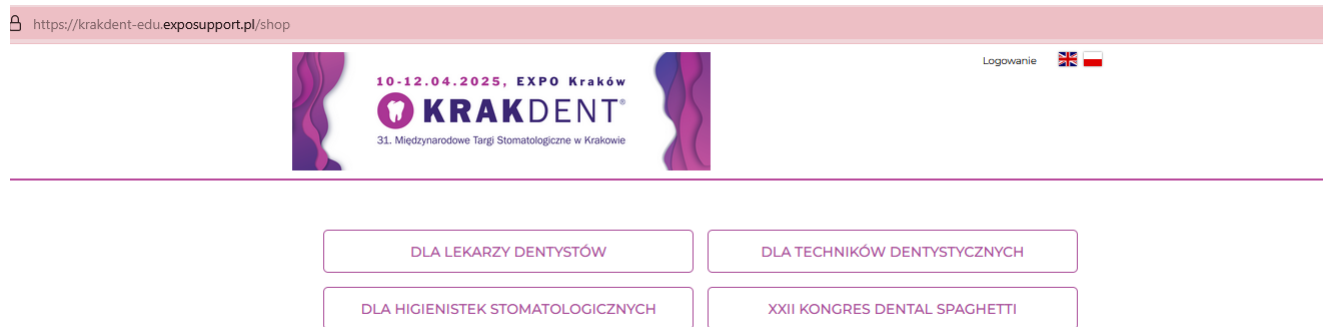 https://krakdent-edu.exposupport.pl/shop
Logowanie
10-12.04.2025, EXPO Kraków
KRAKDENT®
31. Międzynarodowe Targi Stomatologiczne w Krakowie
DLA LEKARZY DENTYSTÓW
DLA TECHNIKÓW DENTYSTYCZNYCH
DLA HIGIENISTEK STOMATOLOGICZNYCH
XXII KONGRES DENTAL SPAGHETTI